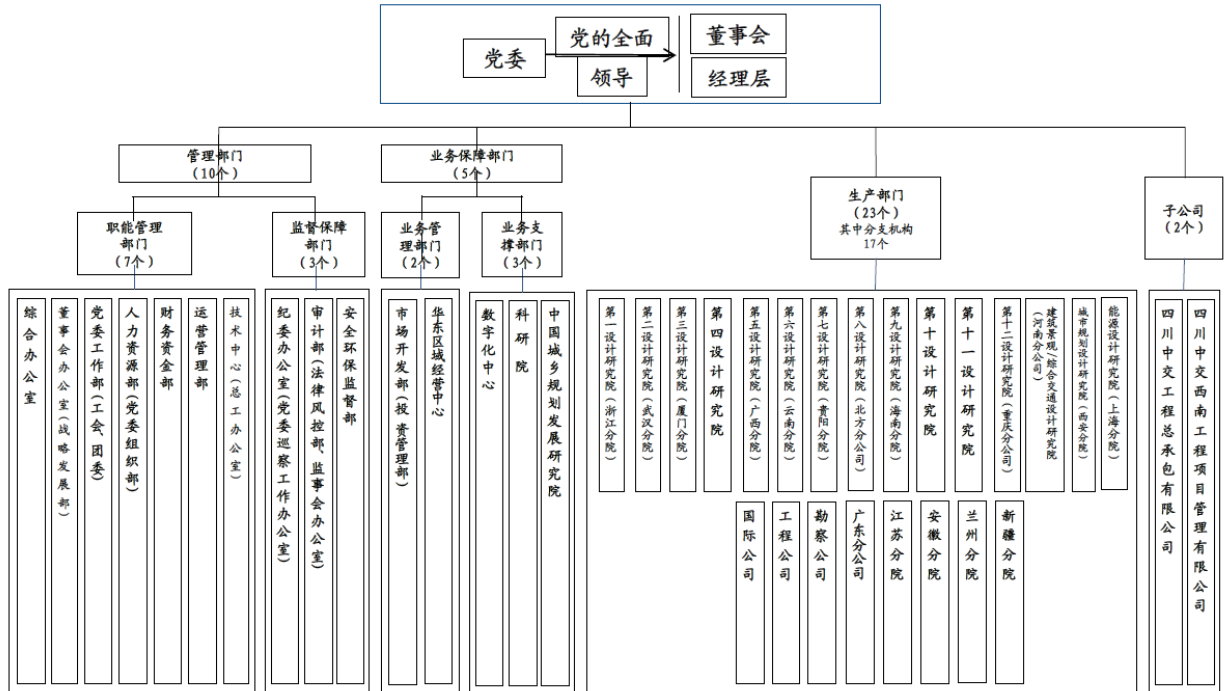 党委
党的全面
领导
董事会
经理层
管理部门
（10个）
业务保障部门
（5个）
生产部门
（23个）
其中分支机构
17个
子公司
（2个）
职能管理
部门
（7个）
监督保障
部门
（3个）
业务管
理部门
（2个）
业务支
撑部门
（3个）
综合办公室
董事会办公室(战略发展部)
党委工作部(工会、团委)
人力资源部(党委组织部)
财务资金部
运营管理部
技术中心(总工办公室)
纪委办公室(党委巡察工作办公室)
审计部(法律风控部、监事会办公室)
安全环保监督部
市场开发部(投资管理部)
华东区域经营中心
数字化中心
科研院
中国城乡规划发展研究院
第一设计研究院(浙江分院)
第二设计研究院(武汉分院)
第三设计研究院(厦门分院)
第四设计研究院
第五设计研究院(广西分院)
第六设计研究院(云南分院)
第七设计研究院(贵阳分院)
第八设计研究院(北方分公司)
第九设计研究院(海南分院)
第十设计研究院
第十一设计研究院
第十二设计研究院(重庆分公司)
建筑景观/综合交通设计研究院
(河南分公司)
城市规划设计研究院(西安分院)
能源设计研究院(上海分院)
国际公司
工程公司
勘察公司
广东分公司
江苏分院
安徽分院
兰州分院
新疆分院
四川中交工程总承包有限公司
四川中交西南工程项目管理有限公司